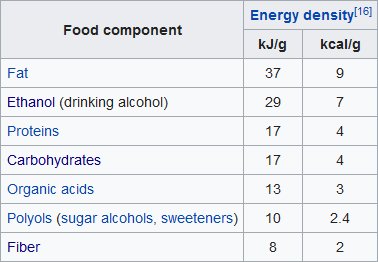 Food component Energy density[16]
kJ/g kcal/g
Fat 37 9
Ethanol (drinking alcohol) 29 7
Proteins 17 4
Carbohydrates 17 4
Organic acids 13 3
Polyols (sugar alcohols, sweeteners) 10 2.4
Fiber 8 2